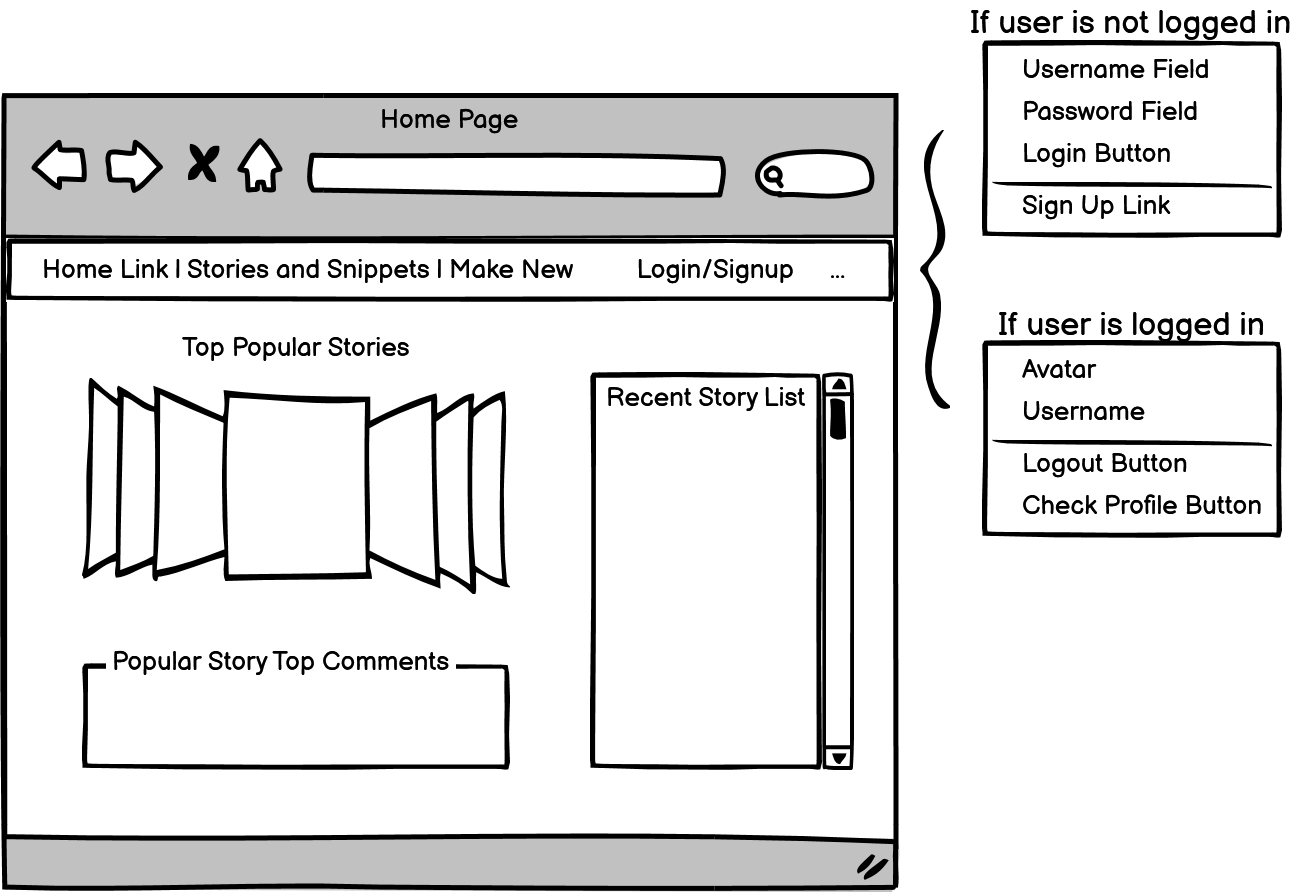 If user is not logged in
Username Field
Password Field
Login Button
Sign Up Link
Home Page
Home Link | Stories and Snippets | Make New Login/Signup ...
If user is logged in
Avatar
Username
Logout Button
Check Profile Button
Top Popular Stories
Recent Story List
Popular Story Top Comments